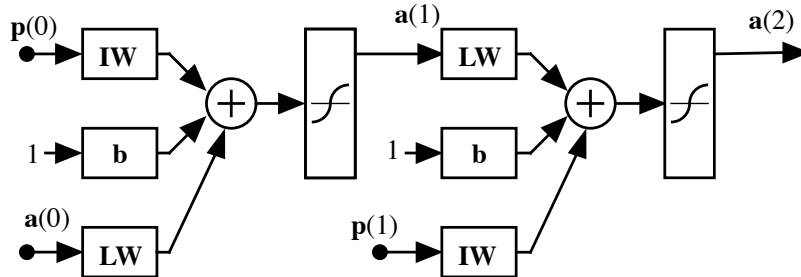 p(0) a(1) a(2)
IW LW
1 b 1 b
a(0) p(1)
LW IW